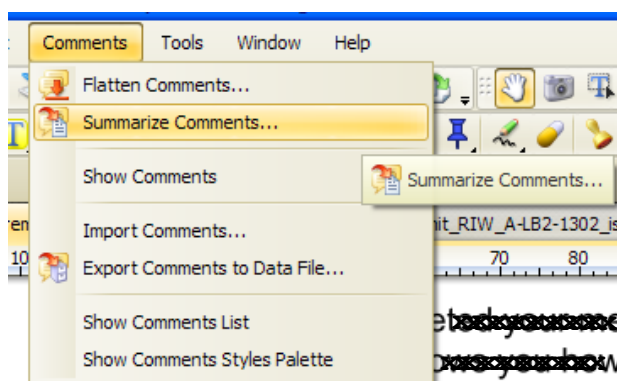 Comments Tools Window Help
Flatten Comments...
Summarize Comments...
Show Comments
Summarize Comments...
Import Comments...
nit_RIW_A-LB2-1302_is
Export Comments to Data File...
10 70 80
Show Comments List
Show Comments Styles Palette